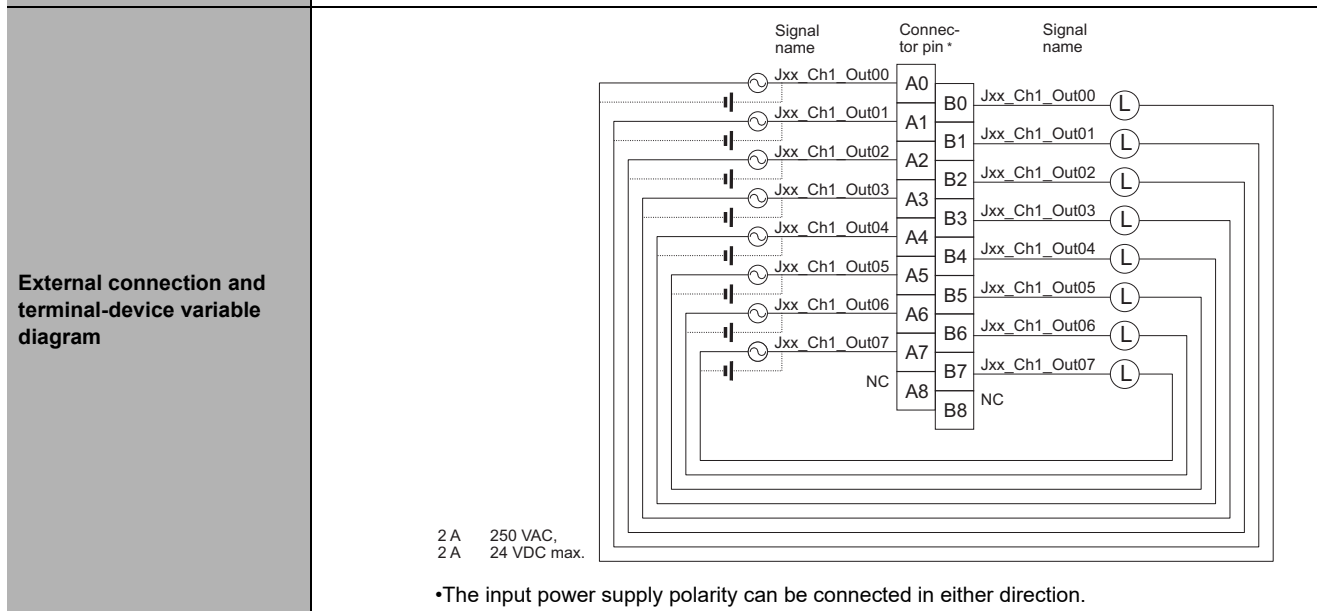 External connection and
terminal-device variable
diagram
Signal
name
Connec-
tor pin *
Signal
name
Jxx_Ch1_Out00
A0
B0
Jxx_Ch1_Out00
L
Jxx_Ch1_Out01
A1
B1
Jxx_Ch1_Out01
L
Jxx_Ch1_Out02
A2
B2
Jxx_Ch1_Out02
L
Jxx_Ch1_Out03
A3
B3
Jxx_Ch1_Out03
L
Jxx_Ch1_Out04
A4
B4
Jxx_Ch1_Out04
L
Jxx_Ch1_Out05
A5
B5
Jxx_Ch1_Out05
L
Jxx_Ch1_Out06
A6
B6
Jxx_Ch1_Out06
L
Jxx_Ch1_Out07
A7
B7
Jxx_Ch1_Out07
L
NC
A8
B8
NC
2 A 250 VAC,
2 A 24 VDC max.
•The input power supply polarity can be connected in either direction.